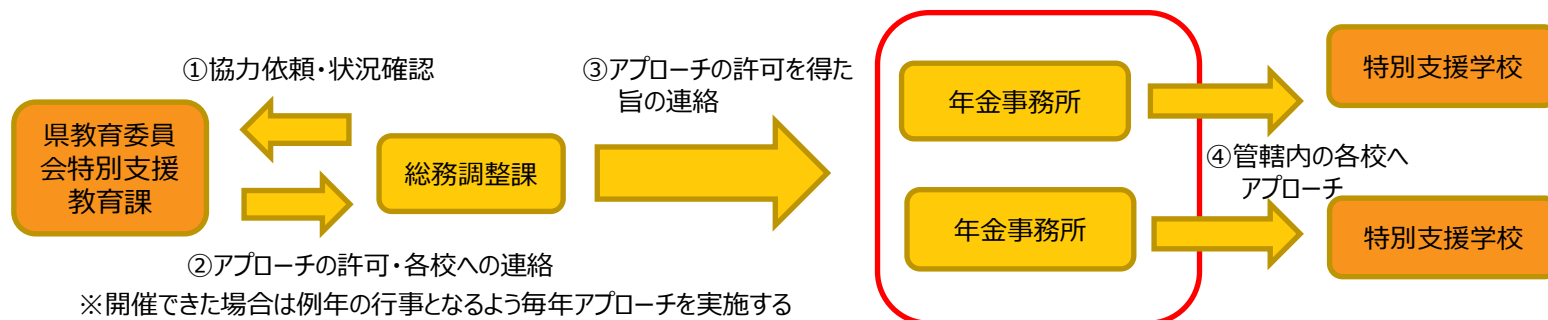 ①協力依頼・状況確認
県教育委員
会特別支援
教育課
総務調整課
②アプローチの許可・各校への連絡
※開催できた場合は例年の行事となるよう毎年アプローチを実施する
③アプローチの許可を得た
旨の連絡
年金事務所
年金事務所
④管轄内の各校へ
アプローチ
特別支援学校
特別支援学校